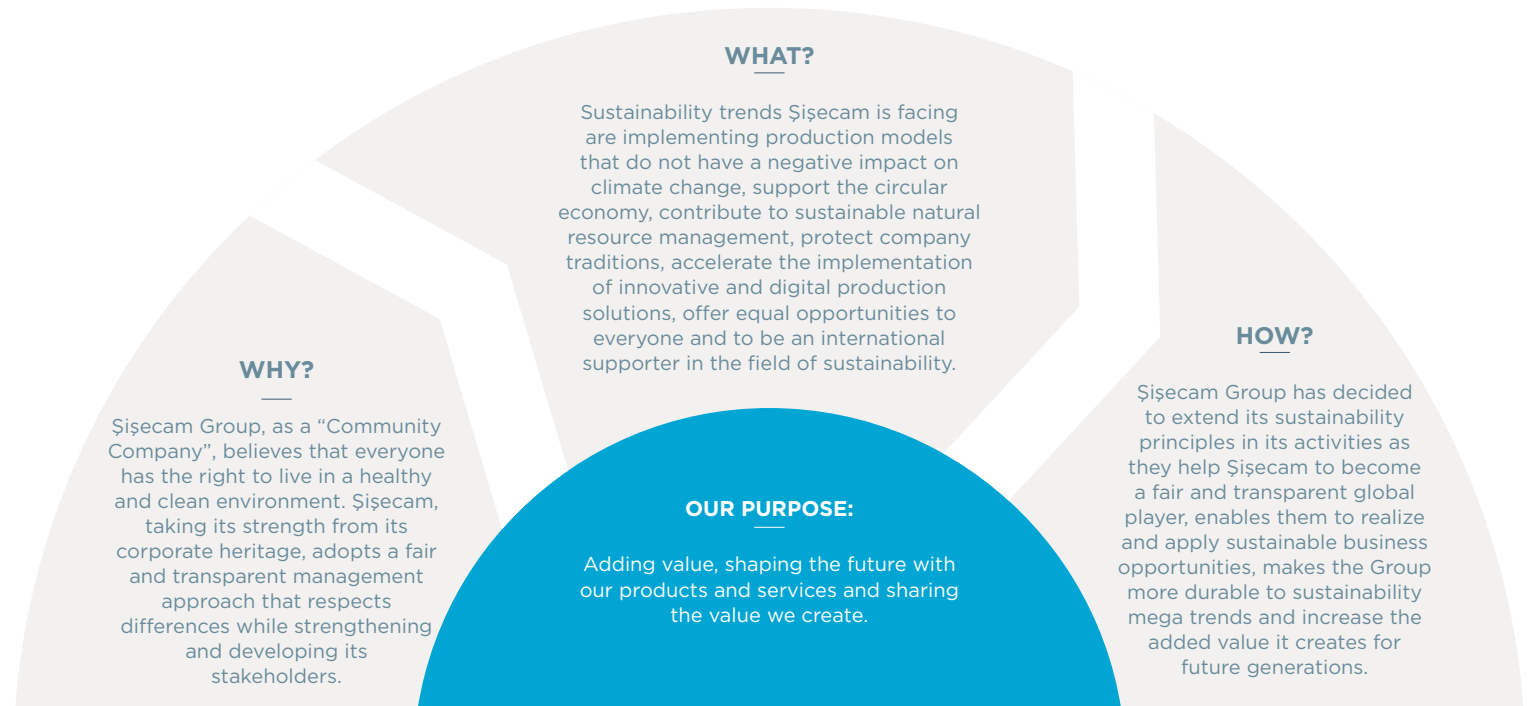 WHY?
Şişecam Group, as a “Community
Company”, believes that everyone
has the right to live in a healthy
and clean environment. Şişecam,
taking its strength from its
corporate heritage, adopts a fair
and transparent management
approach that respects
differences while strengthening
and developing its
stakeholders.
WHAT?
Sustainability trends Şişecam is facing
are implementing production models
that do not have a negative impact on
climate change, support the circular
economy, contribute to sustainable natural
resource management, protect company
traditions, accelerate the implementation
of innovative and digital production
solutions, offer equal opportunities to
everyone and to be an international
supporter in the field of sustainability.
HOW?
Şişecam Group has decided
to extend its sustainability
principles in its activities as
they help Şişecam to become
a fair and transparent global
player, enables them to realize
and apply sustainable business
opportunities, makes the Group
more durable to sustainability
mega trends and increase the
added value it creates for
future generations.
OUR PURPOSE:
Adding value, shaping the future with
our products and services and sharing
the value we create.